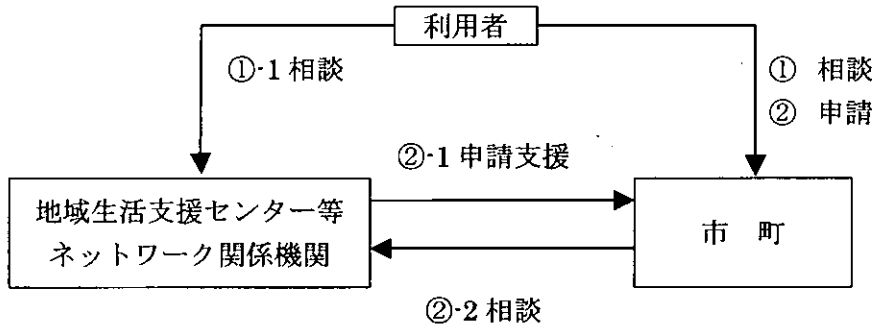 利用者
①-1 相談
① 相談
② 申請
②-1 申請支援
地域生活支援センター等
ネットワーク関係機関
市 町
②-2 相談